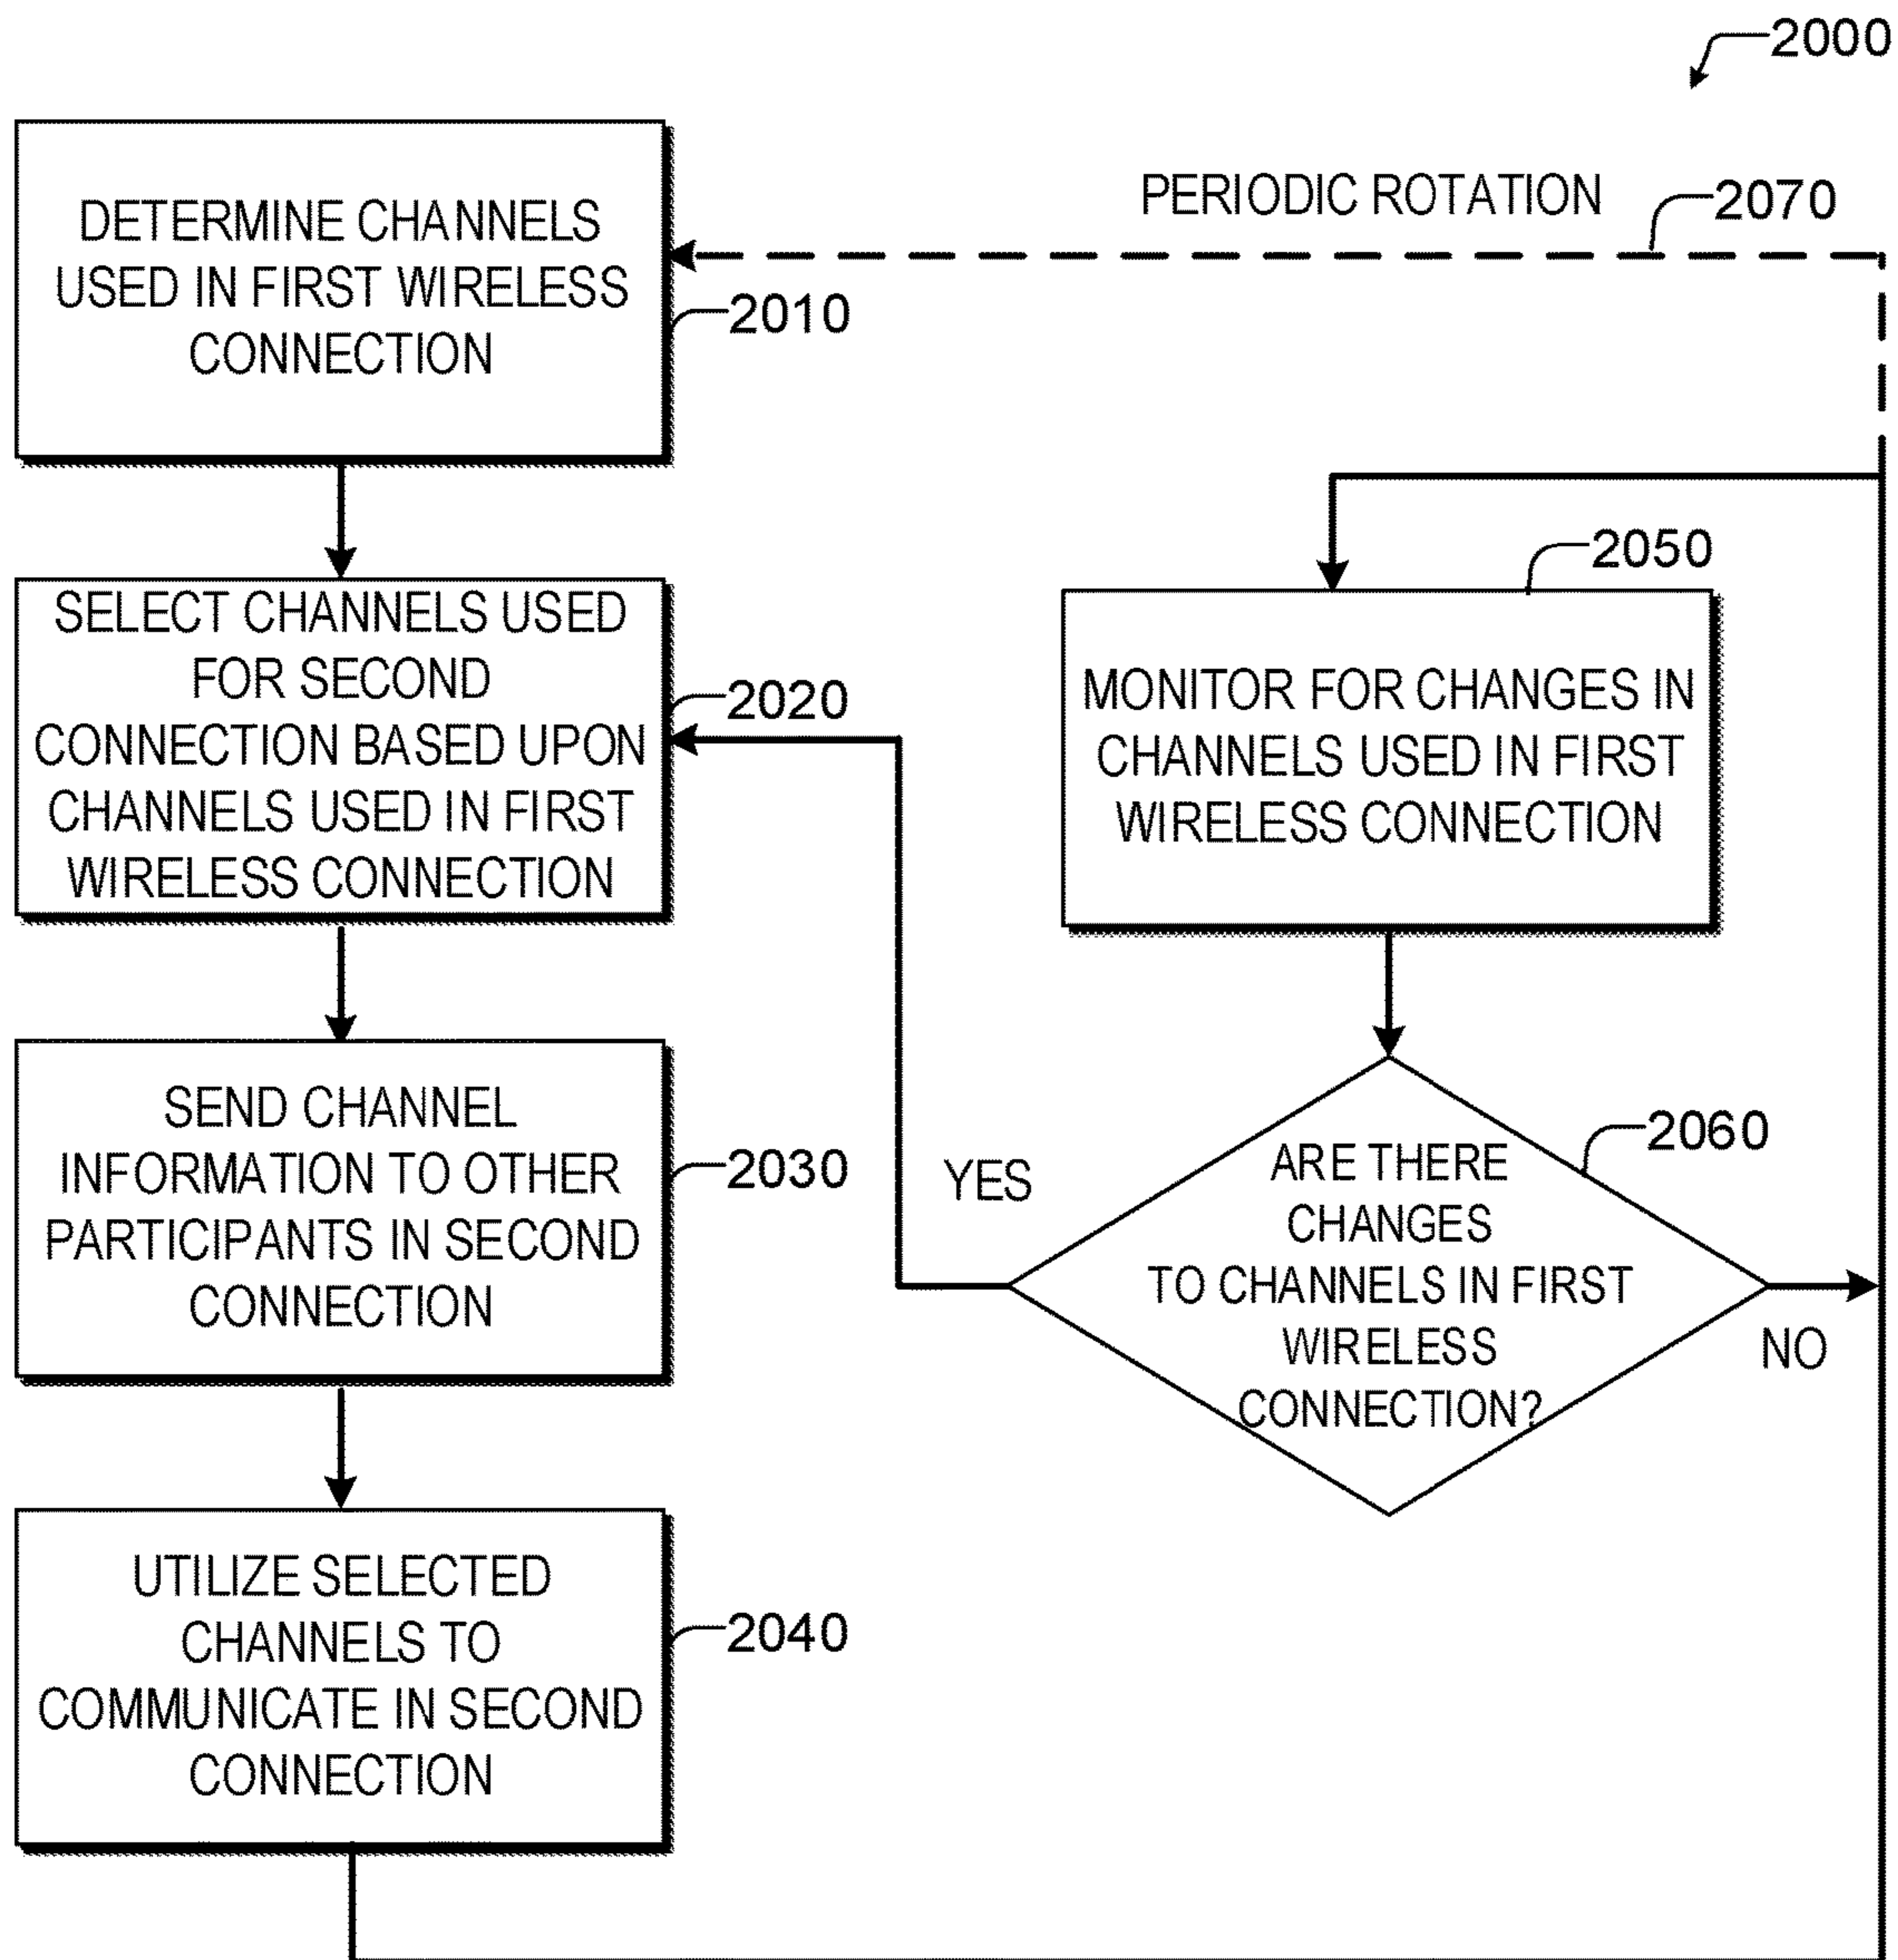 2000
DETERMINE CHANNELS
USED IN FIRST WIRELESS
CONNECTION
2010
PERIODIC ROTATION
2070
SELECT CHANNELS USED
FOR SECOND
CONNECTION BASED UPON
CHANNELS USED IN FIRST
WIRELESS CONNECTION
2020
SEND CHANNEL
INFORMATION TO OTHER
PARTICIPANTS IN SECOND
CONNECTION
2030
UTILIZE SELECTED
CHANNELS TO
COMMUNICATE IN SECOND
CONNECTION
2040
2050
MONITOR FOR CHANGES IN
CHANNELS USED IN FIRST
WIRELESS CONNECTION
2060
ARE THERE
CHANGES
TO CHANNELS IN FIRST
WIRELESS
CONNECTION?
YES
NO